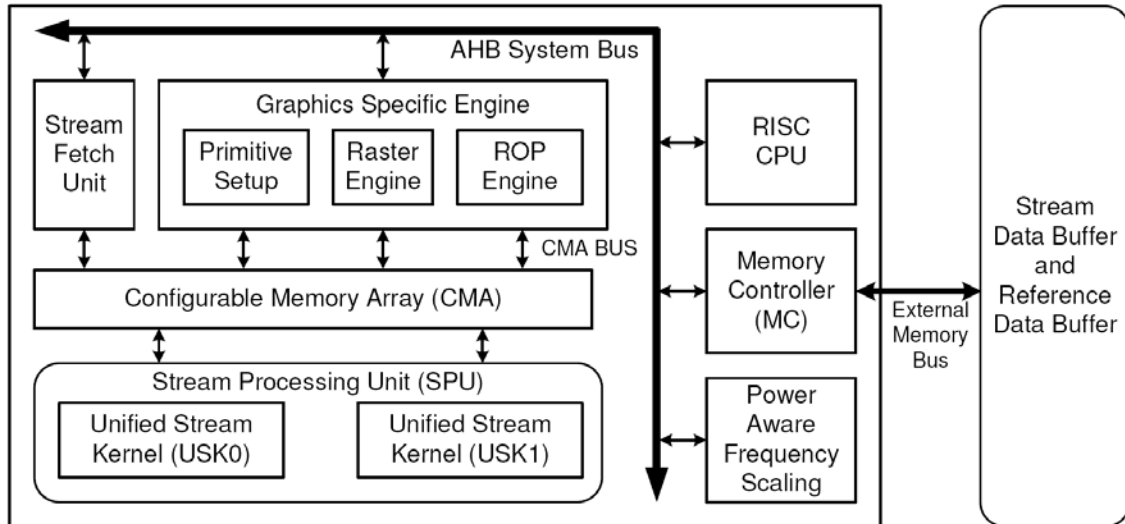 AHB System Bus
Stream
Fetch
Unit
Graphics Specific Engine
Primitive
Setup
Raster
Engine
ROP
Engine
CMA BUS
Configurable Memory Array (CMA)
Stream Processing Unit (SPU)
Unified Stream
Kernel (USK0)
Unified Stream
Kernel (USK1)
RISC
CPU
Memory
Controller
(MC)
Power
Aware
Frequency
Scaling
External
Memory
Bus
Stream
Data Buffer
and
Reference
Data Buffer